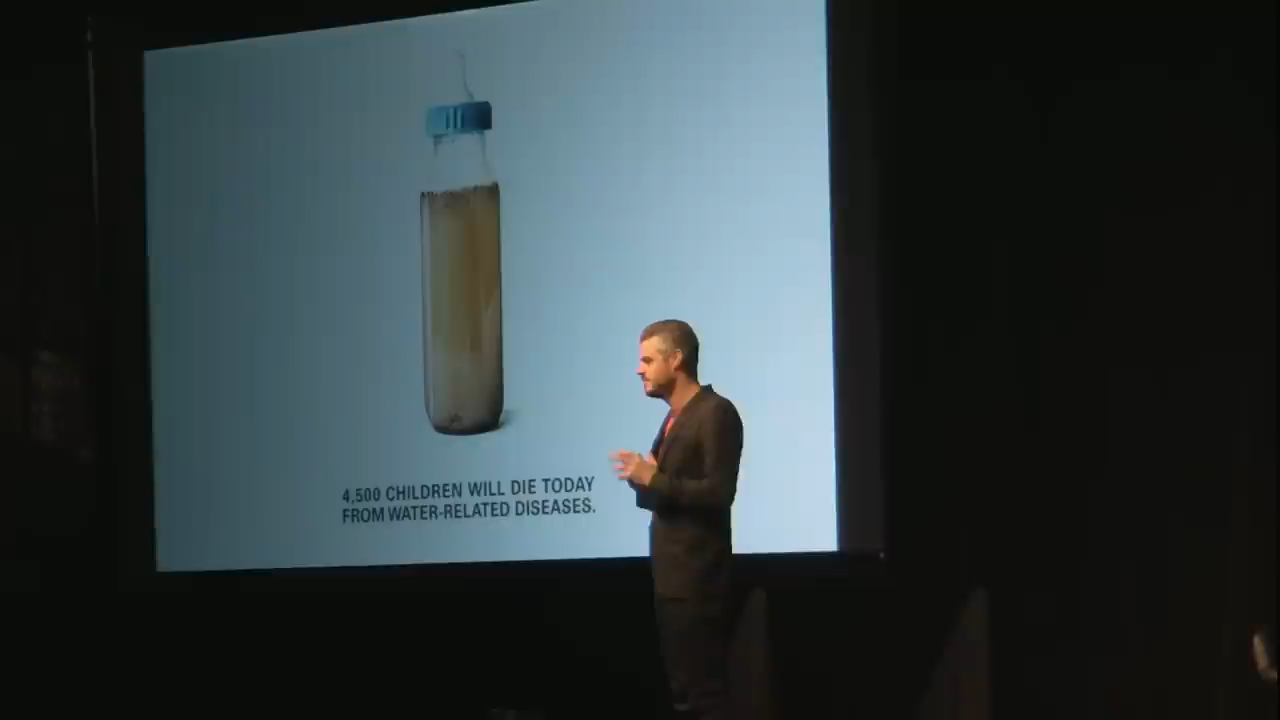 4,500 CHILDREN WILL DIE TODAY
FROM WATER-RELATED DISEASES.